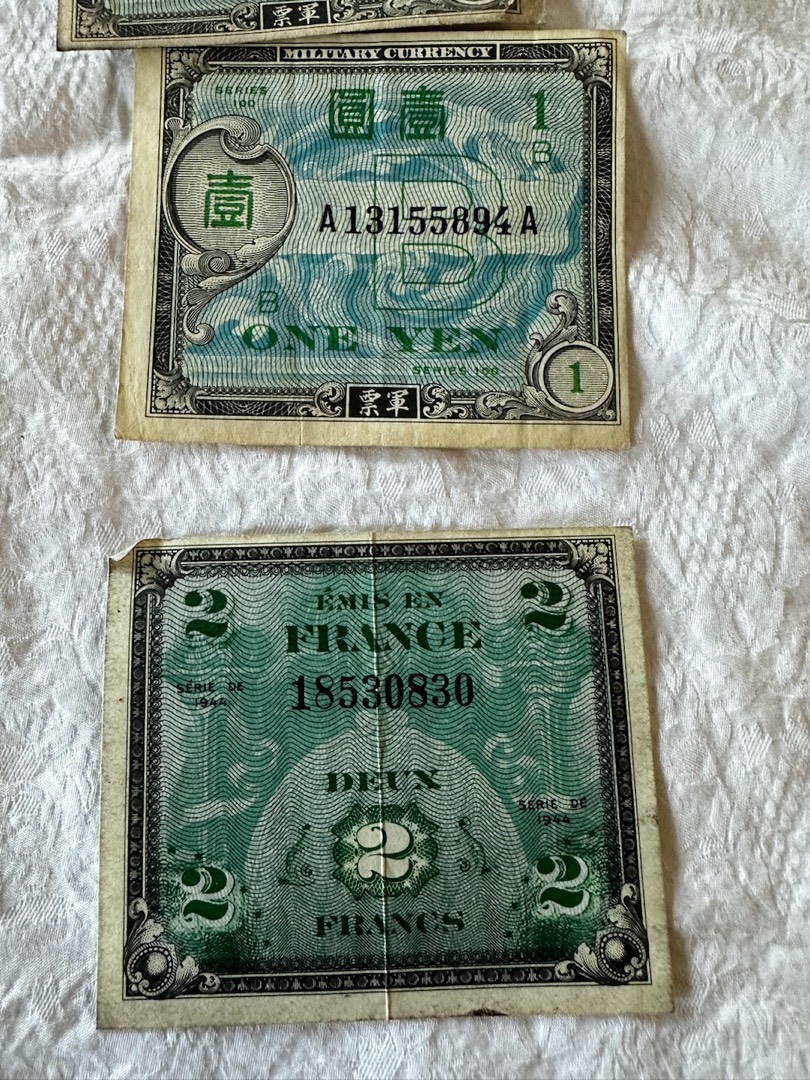 票軍
MILITARY CURRENCY
SERIES
100
圓壹
1
B
B
壹
A13155894A
B
ONE YEN
SERIES 100
1
票軍
2
ÉMIS EN
2
FRANCE
SÉRIE DE
1944
18530830
DEUX
SÉRIE DE
1944
2
2
2
FRANCS